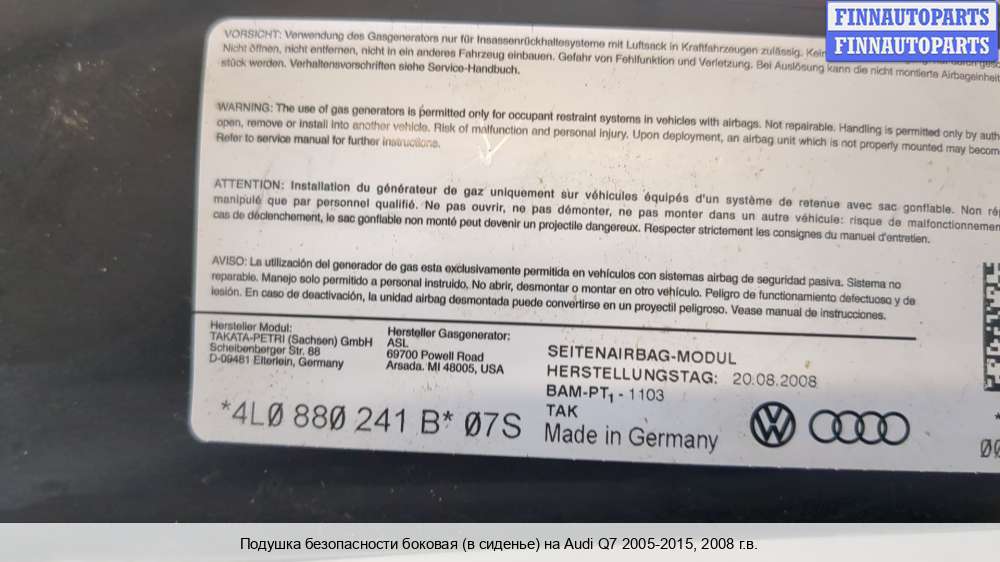 FINNAUTOPARTS
FINNAUTOPARTS
VORSICHT: Verwendung des Gasgenerators nur für Insassenrückhaltesysteme mit Luftsack in Kraftfahrzeugen zulässig.
Nicht öffnen, nicht entfernen, nicht in ein anderes Fahrzeug einbauen. Gefahr von Fehlfunktion und Verletzung. Bei Auslösung kann die nicht montierte Airbageinheit
stück werden. Verhaltensvorschriften siehe Service-Handbuch.
WARNING: The use of gas generators is permitted only for occupant restraint systems in vehicles with airbags. Not repairable. Handling is permitted only by auth
open, remove or install into another vehicle. Risk of malfunction and personal injury. Upon deployment, an airbag unit which is not properly mounted may becom
Refer to service manual for further instructions.
ATTENTION: Installation du générateur de gaz uniquement sur véhicules équipés d'un système de retenue avec sac gonflable. Non ré
manipulé que par personnel qualifié. Ne pas ouvrir, ne pas démonter, ne pas monter dans un autre véhicule: risque de malfonctionnemen
cas de déclenchement, le sac gonflable non monté peut devenir un projectile dangereux. Respecter strictement les consignes du manuel d'entretien.
AVISO: La utilización del generador de gas esta exclusivamente permitida en vehículos con sistemas airbag de seguridad pasiva. Sistema no
reparable. Manejo solo permitido a personal instruido. No abrir, desmontar o montar en otro vehículo. Peligro de funcionamiento defectuoso y de
lesión. En caso de deactivación, la unidad airbag desmontada puede convertirse en un proyectil peligroso. Vease manual de instrucciones.
Hersteller Modul:
TAKATA-PETRI (Sachsen) GmbH
Scheibenberger Str. 88
D-09481 Elterlein, Germany
Hersteller Gasgenerator:
ASL
69700 Powell Road
Arsada. MI 48005, USA
SEITENAIRBAG-MODUL
HERSTELLUNGSTAG: 20.08.2008
BAM-PT₁ - 1103
TAK
Made in Germany
*4L0 880 241 B* 07S
Подушка безопасности боковая (в сиденье) на Audi Q7 2005-2015, 2008 г.в.